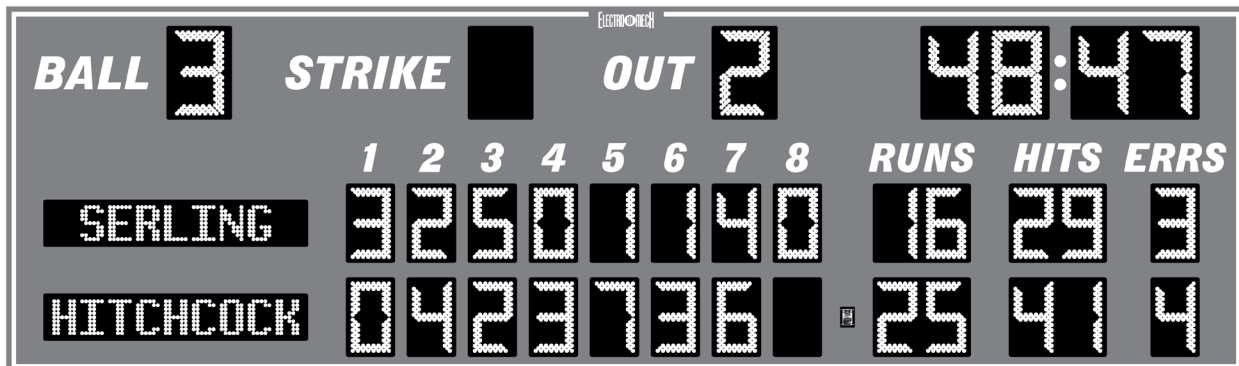 ELECTRO-MECH
BALL 3 STRIKE OUT 2 48:47
1 2 3 4 5 6 7 8 RUNS HITS ERRS
SERLING 3 2 5 0 1 1 4 0 16 29 3
HITCHCOCK 0 4 2 3 7 3 6 25 41 4